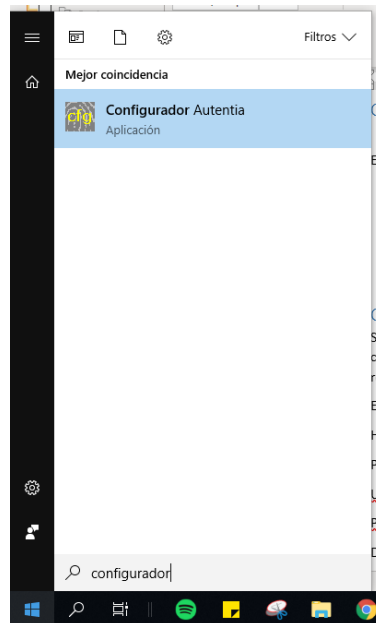 Filtros
Mejor coincidencia
cfg.
Configurador Autentia
Aplicación
configurador